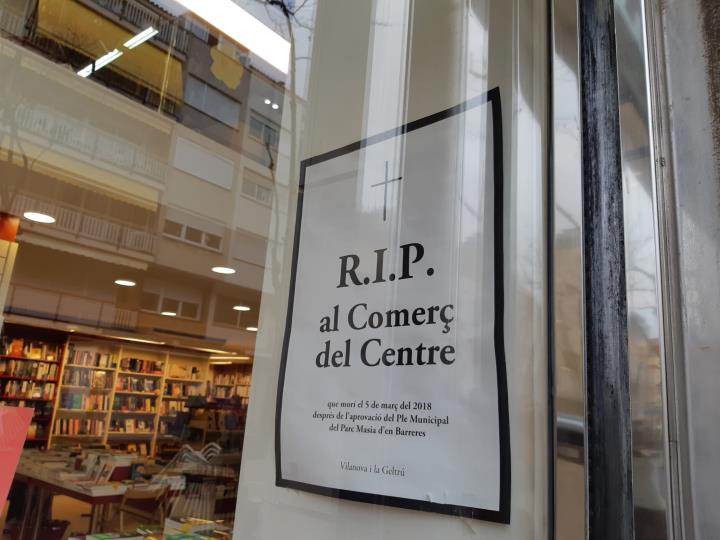 R.I.P.
al Comerç
del Centre
que morí el 5 de març del 2018
desprès de l'aprovació del Ple Municipal
del Parc Masia d'en Barreres
Vilanova i la Geltrú